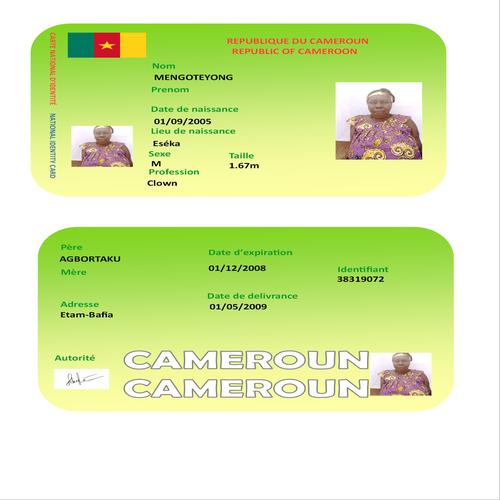 CARTE NATIONAL D'IDENTITÉ NATIONAL IDENTITY CARD
REPUBLIQUE DU CAMEROUN
REPUBLIC OF CAMEROON
Nom
MENGOTEYONG
Prenom
Date de naissance
01/09/2005
Lieu de naissance
Eséka
Sexe
M
Taille
1.67m
Profession
Clown
Père
AGBORTAKU
Mère
Date d'expiration
01/12/2008
Identifiant
38319072
Adresse
Etam-Bafia
Date de delivrance
01/05/2009
Autorité
CAMEROUN
CAMEROUN